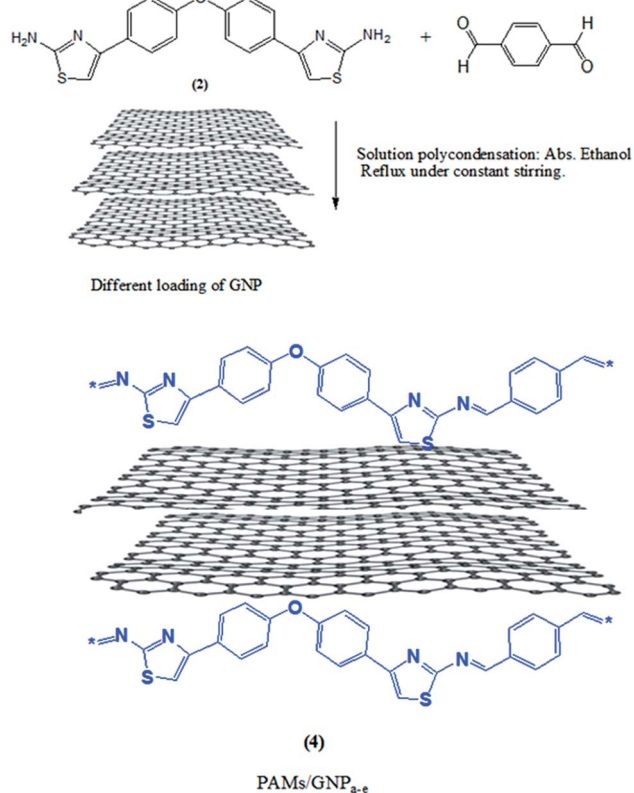 H₂N N S O N S NH₂ + O H H O
(2)
Solution polycondensation: Abs. Ethanol
Reflux under constant stirring.
Different loading of GNP
* N N S O N S N *
* N N S O N S N *
(4)
PAMs/GNPₐ₋ₑ